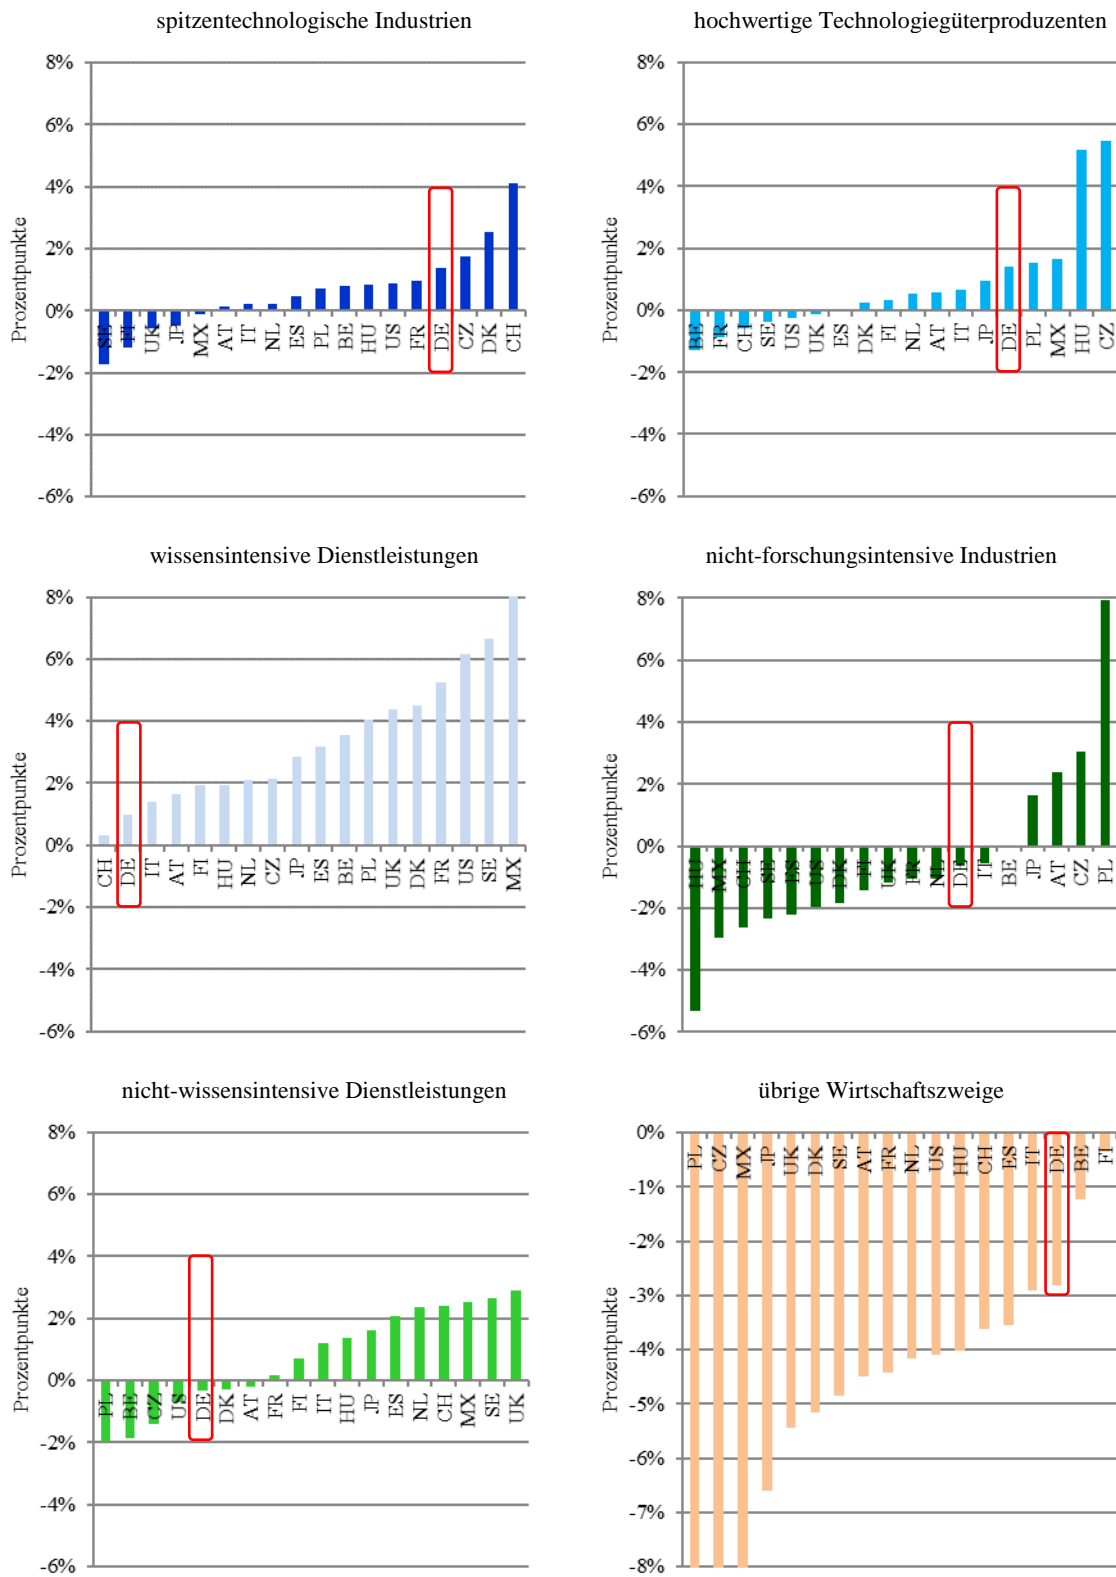 spitzentechnologische Industrien
hochwertige Technologiegüterproduzenten
Prozentpunkte
8%
6%
4%
2%
0%
-2%
-4%
-6%
SE FI UK JP MX AT IT NL ES PL BE HU US FR DE CZ DK CH
Prozentpunkte
8%
6%
4%
2%
0%
-2%
-4%
-6%
BE FR CH SE US UK ES DK FI NL AT IT JP DE PL MX HU CZ
wissensintensive Dienstleistungen
nicht-forschungsintensive Industrien
Prozentpunkte
8%
6%
4%
2%
0%
-2%
-4%
-6%
CH DE IT AT FI HU NL CZ JP ES BE PL UK DK FR US SE MX
Prozentpunkte
8%
6%
4%
2%
0%
-2%
-4%
-6%
HU MX CH SE ES US DK FI UK FR NL DE IT BE JP AT CZ PL
nicht-wissensintensive Dienstleistungen
übrige Wirtschaftszweige
Prozentpunkte
8%
6%
4%
2%
0%
-2%
-4%
-6%
PL BE CZ US DE DK AT FR FI IT HU JP ES NL CH MX SE UK
Prozentpunkte
0%
-1%
-2%
-3%
-4%
-5%
-6%
-7%
-8%
PL CZ MX JP UK DK SE AT FR NL US HU CH ES IT DE BE FI